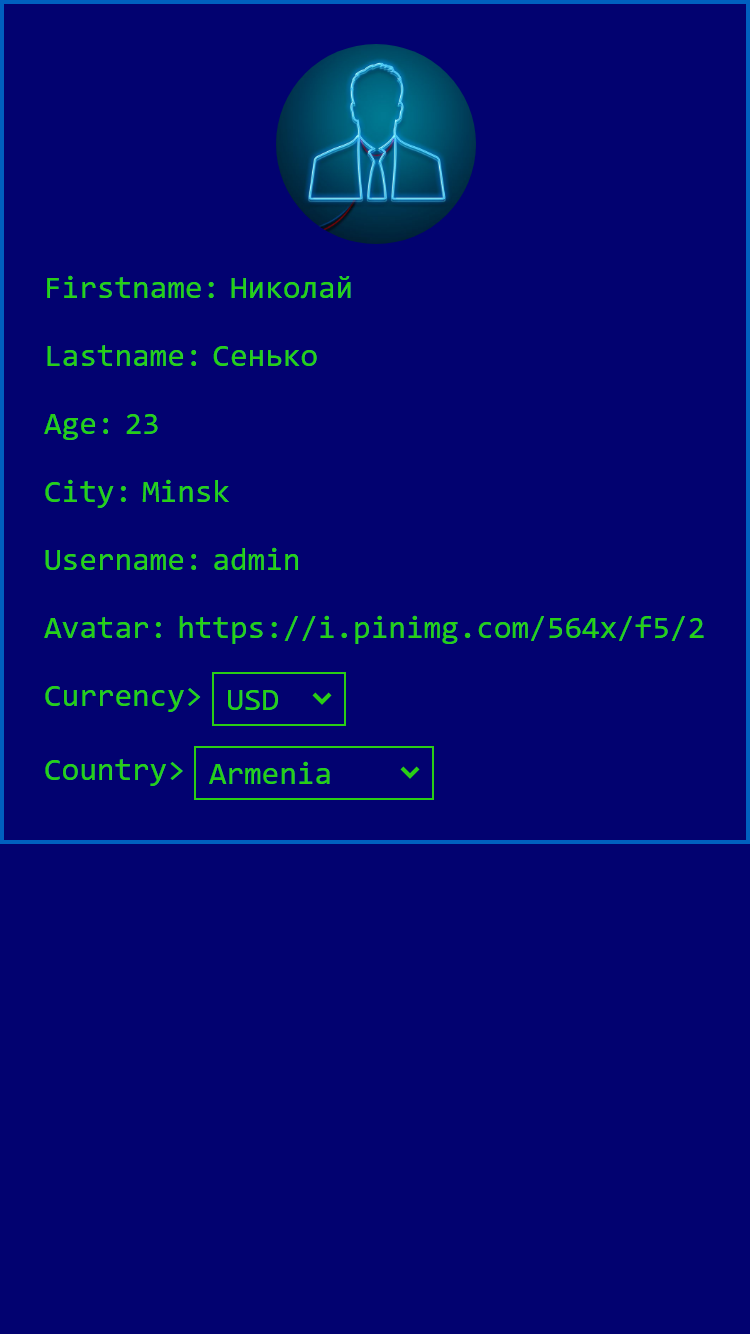 Firstname: Николай
Lastname: Сенько
Age: 23
City: Minsk
Username: admin
Avatar: https://i.pinimg.com/564x/f5/2
Currency> USD
Country> Armenia